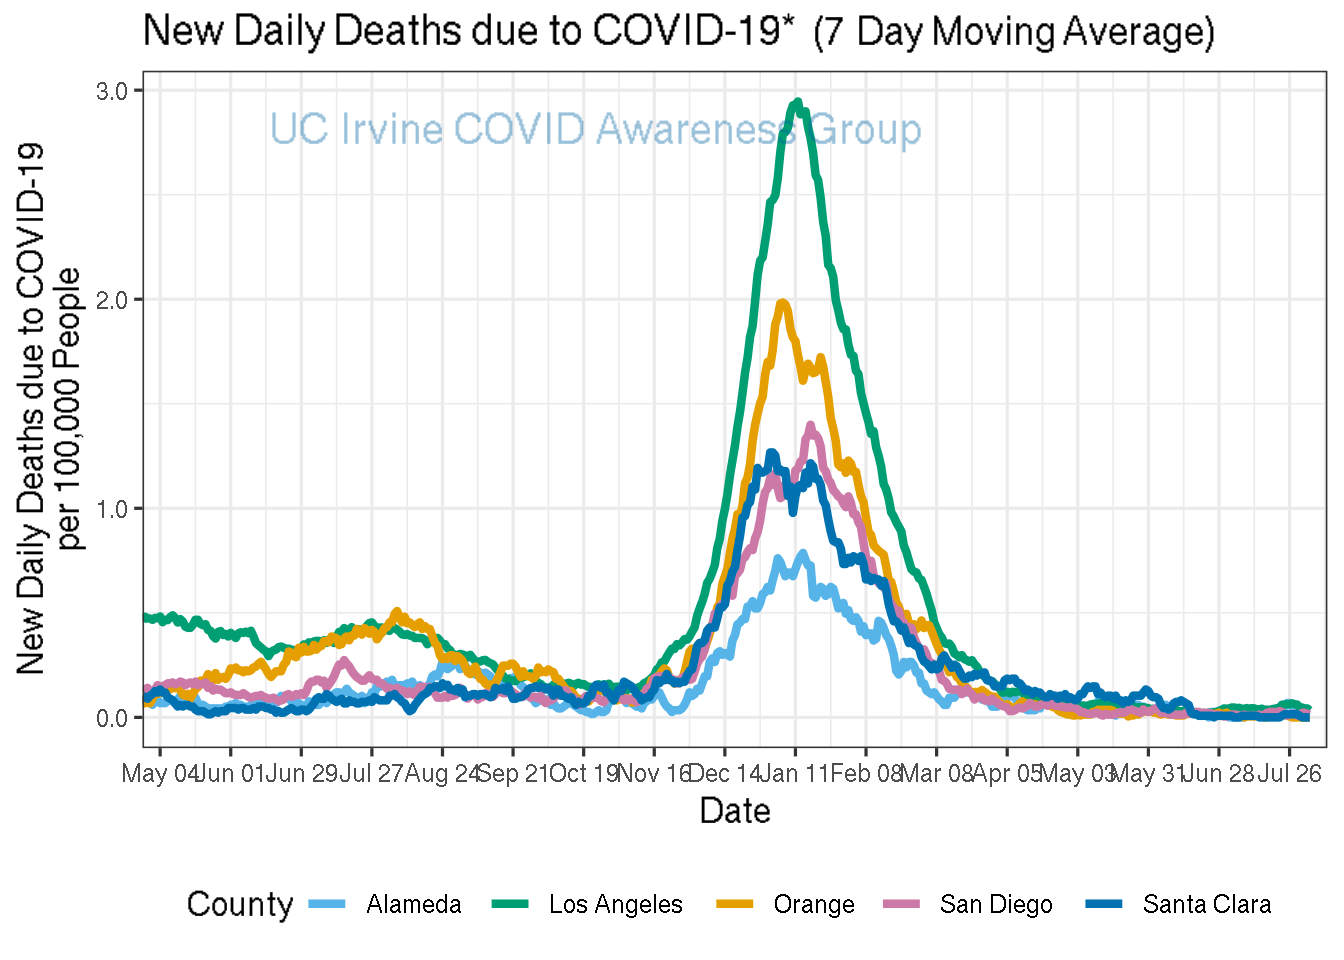 New Daily Deaths due to COVID-19* (7 Day Moving Average)
UC Irvine COVID Awareness Group
New Daily Deaths due to COVID-19
per 100,000 People
3.0
2.0
1.0
0.0
May 04 Jun 01 Jun 29 Jul 27 Aug 24 Sep 21 Oct 19 Nov 16 Dec 14 Jan 11 Feb 08 Mar 08 Apr 05 May 03 May 31 Jun 28 Jul 26
Date
County Alameda Los Angeles Orange San Diego Santa Clara